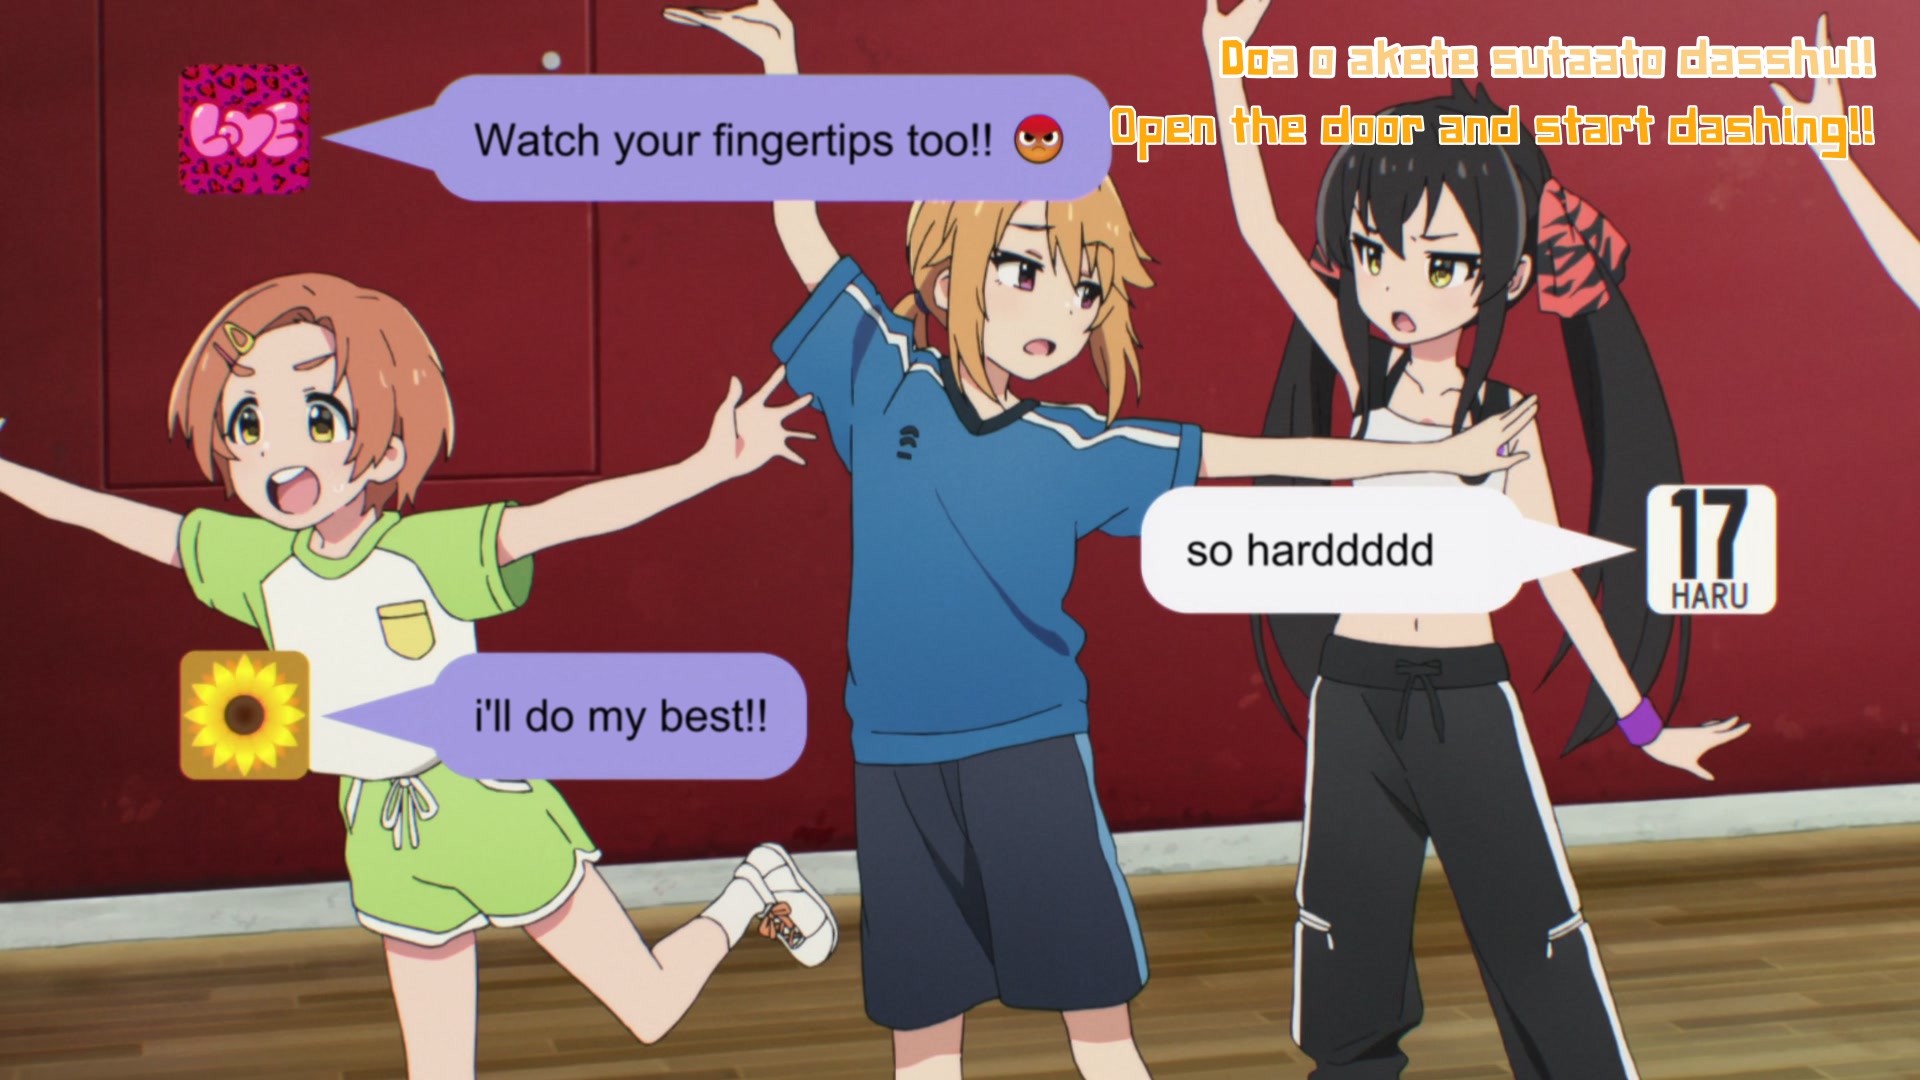 Doa o akete sutaato dasshu!!
Open the door and start dashing!!
LOVE
Watch your fingertips too!! 😡
17
HARU
so harddddd
i'll do my best!!